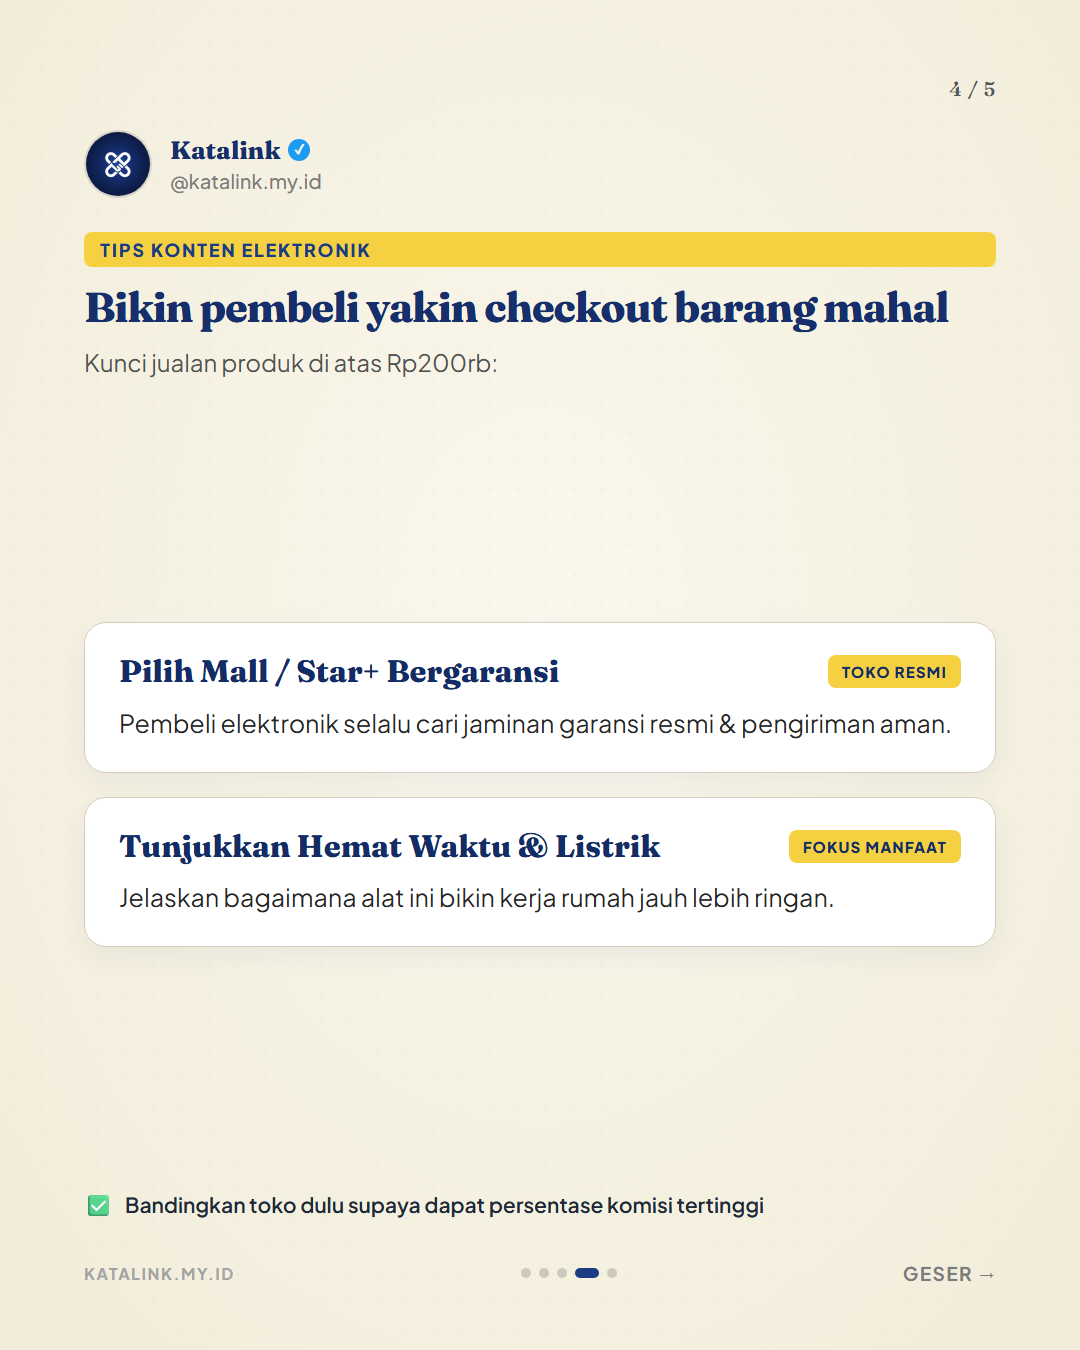 4 / 5
Katalink
@katalink.my.id
TIPS KONTEN ELEKTRONIK
Bikin pembeli yakin checkout barang mahal
Kunci jualan produk di atas Rp200rb:
Pilih Mall / Star+ Bergaransi
TOKO RESMI
Pembeli elektronik selalu cari jaminan garansi resmi & pengiriman aman.
Tunjukkan Hemat Waktu & Listrik
FOKUS MANFAAT
Jelaskan bagaimana alat ini bikin kerja rumah jauh lebih ringan.
✅ Bandingkan toko dulu supaya dapat persentase komisi tertinggi
KATALINK.MY.ID
GESER →